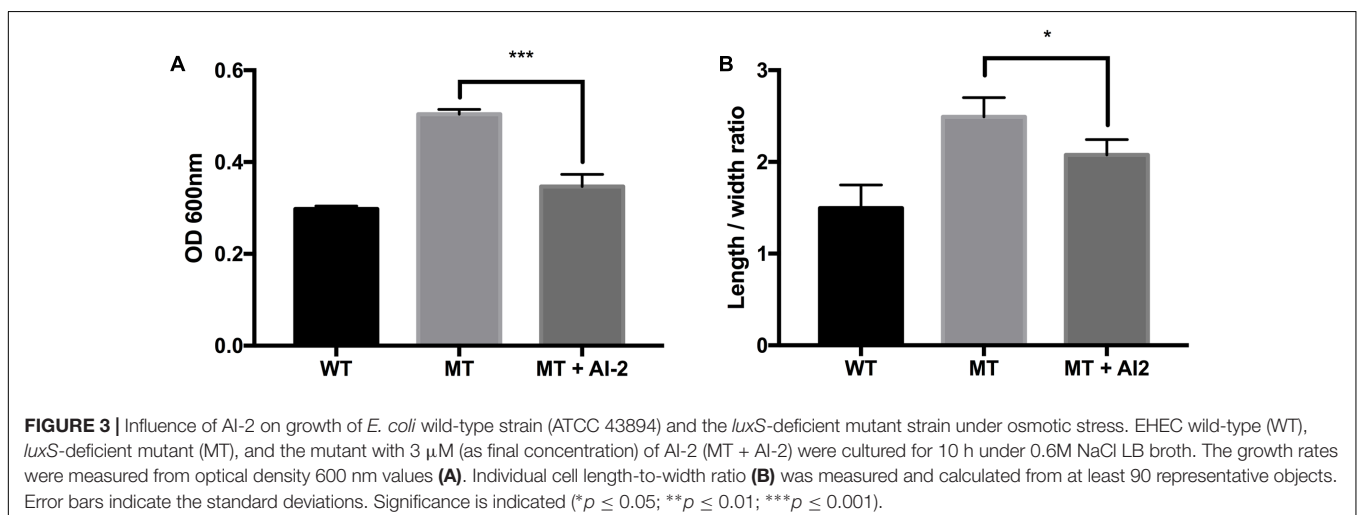 A
***
0.6
0.4
0.2
0.0
OD 600nm
WT MT MT + AI-2
B
*
3
2
1
0
Length / width ratio
WT MT MT + AI2
FIGURE 3 | Influence of AI-2 on growth of E. coli wild-type strain (ATCC 43894) and the luxS-deficient mutant strain under osmotic stress. EHEC wild-type (WT),
luxS-deficient mutant (MT), and the mutant with 3 μM (as final concentration) of AI-2 (MT + AI-2) were cultured for 10 h under 0.6M NaCl LB broth. The growth rates
were measured from optical density 600 nm values (A). Individual cell length-to-width ratio (B) was measured and calculated from at least 90 representative objects.
Error bars indicate the standard deviations. Significance is indicated (*p ≤ 0.05; **p ≤ 0.01; ***p ≤ 0.001).